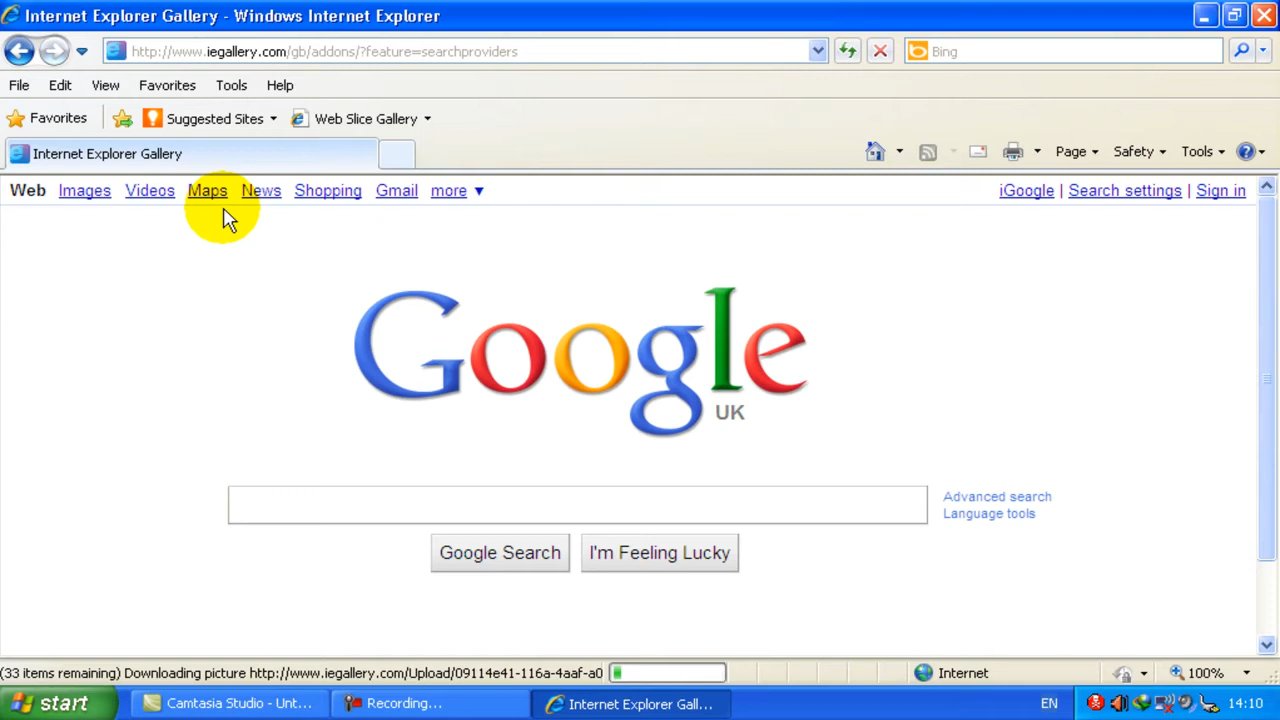 Internet Explorer Gallery - Windows Internet Explorer
http://www.iegallery.com/gb/addons/?feature=searchproviders
Bing
File Edit View Favorites Tools Help
Favorites Suggested Sites Web Slice Gallery
Internet Explorer Gallery
Page Safety Tools
Web Images Videos Maps News Shopping Gmail more
iGoogle | Search settings | Sign in
Google
UK
Advanced search
Language tools
Google Search I'm Feeling Lucky
(33 items remaining) Downloading picture http://www.iegallery.com/Upload/09114e41-116a-4aaf-a0 Internet 100%
start Camtasia Studio - Unt... Recording... Internet Explorer Gall... EN 14:10